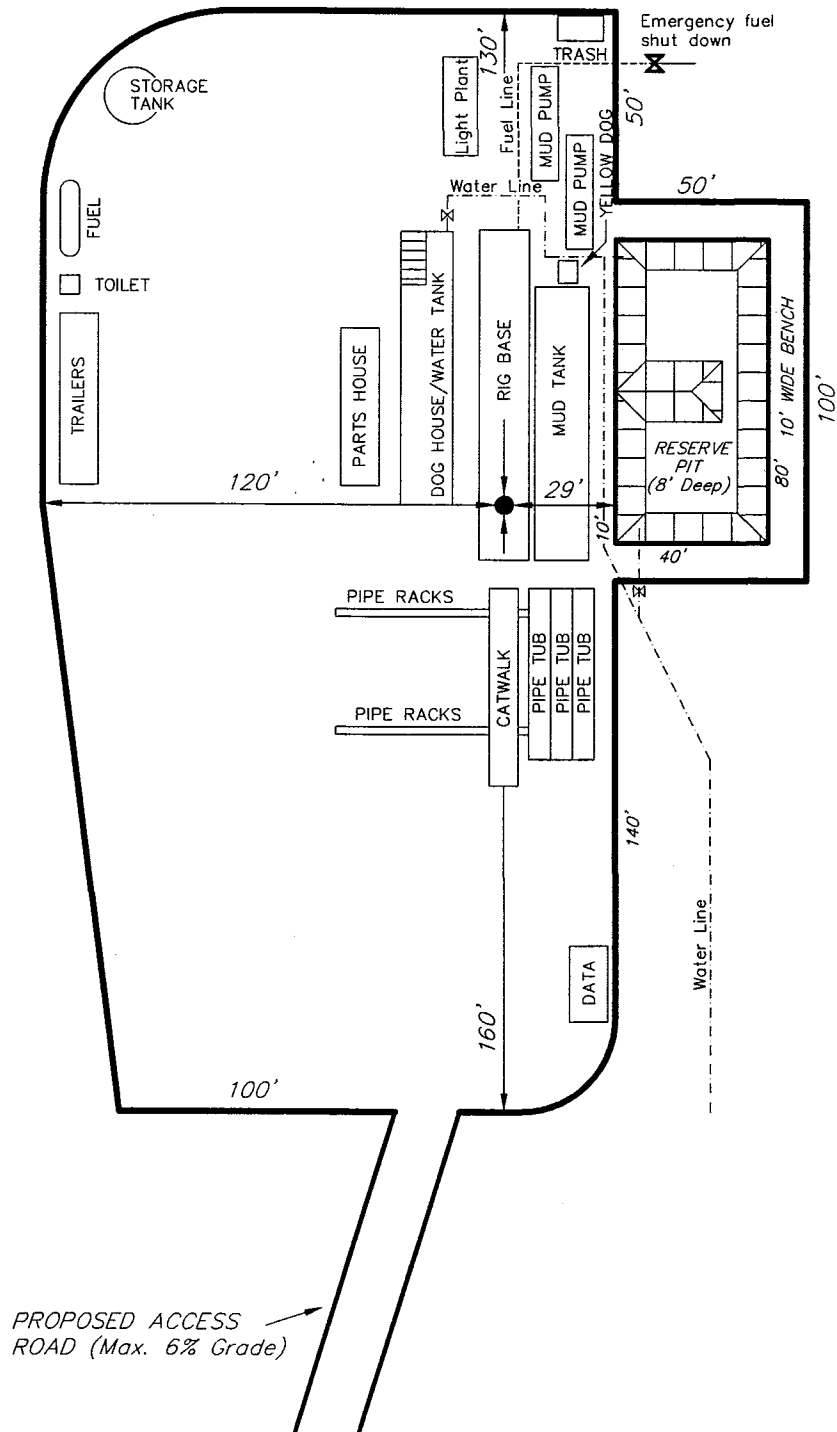 Emergency fuel
shut down
TRASH
130'
STORAGE
TANK
Light Plant
Fuel Line
MUD PUMP
50'
YELLOW DOG
MUD PUMP
Water Line
50'
FUEL
TOILET
TRAILERS
PARTS HOUSE
DOG HOUSE/WATER TANK
RIG BASE
MUD TANK
10' WIDE BENCH
100'
RESERVE
PIT
(8' Deep)
80'
120'
29'
10'
40'
PIPE RACKS
PIPE RACKS
CATWALK
PIPE TUB
PIPE TUB
PIPE TUB
140'
Water Line
DATA
160'
100'
PROPOSED ACCESS
ROAD (Max. 6% Grade)